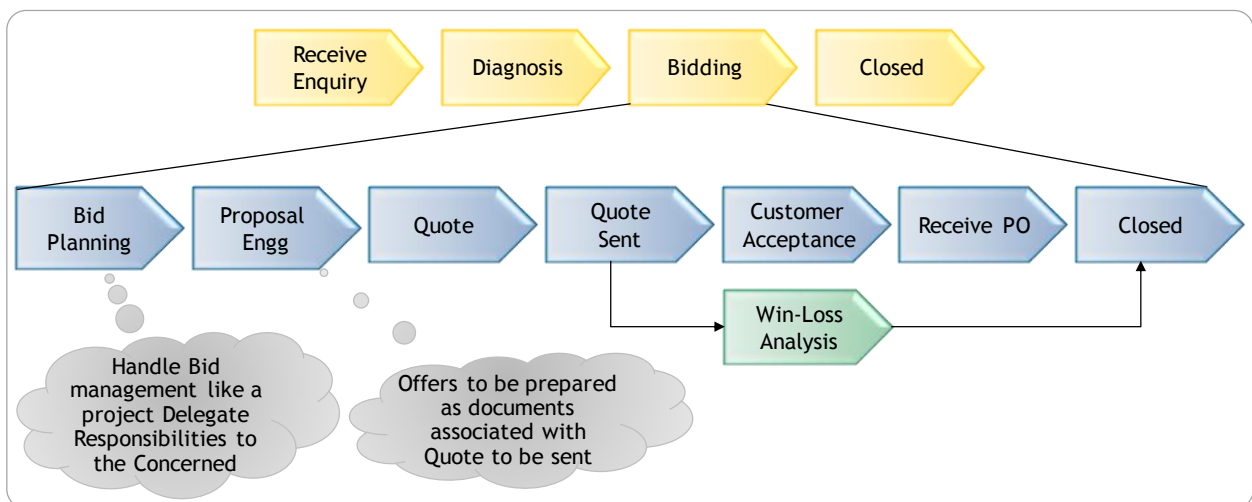 Receive
Enquiry
Diagnosis
Bidding
Closed
Bid
Planning
Proposal
Engg
Quote
Quote
Sent
Customer
Acceptance
Receive PO
Closed
Win-Loss
Analysis
Handle Bid
management like a
project Delegate
Responsibilities to
the Concerned
Offers to be prepared
as documents
associated with
Quote to be sent